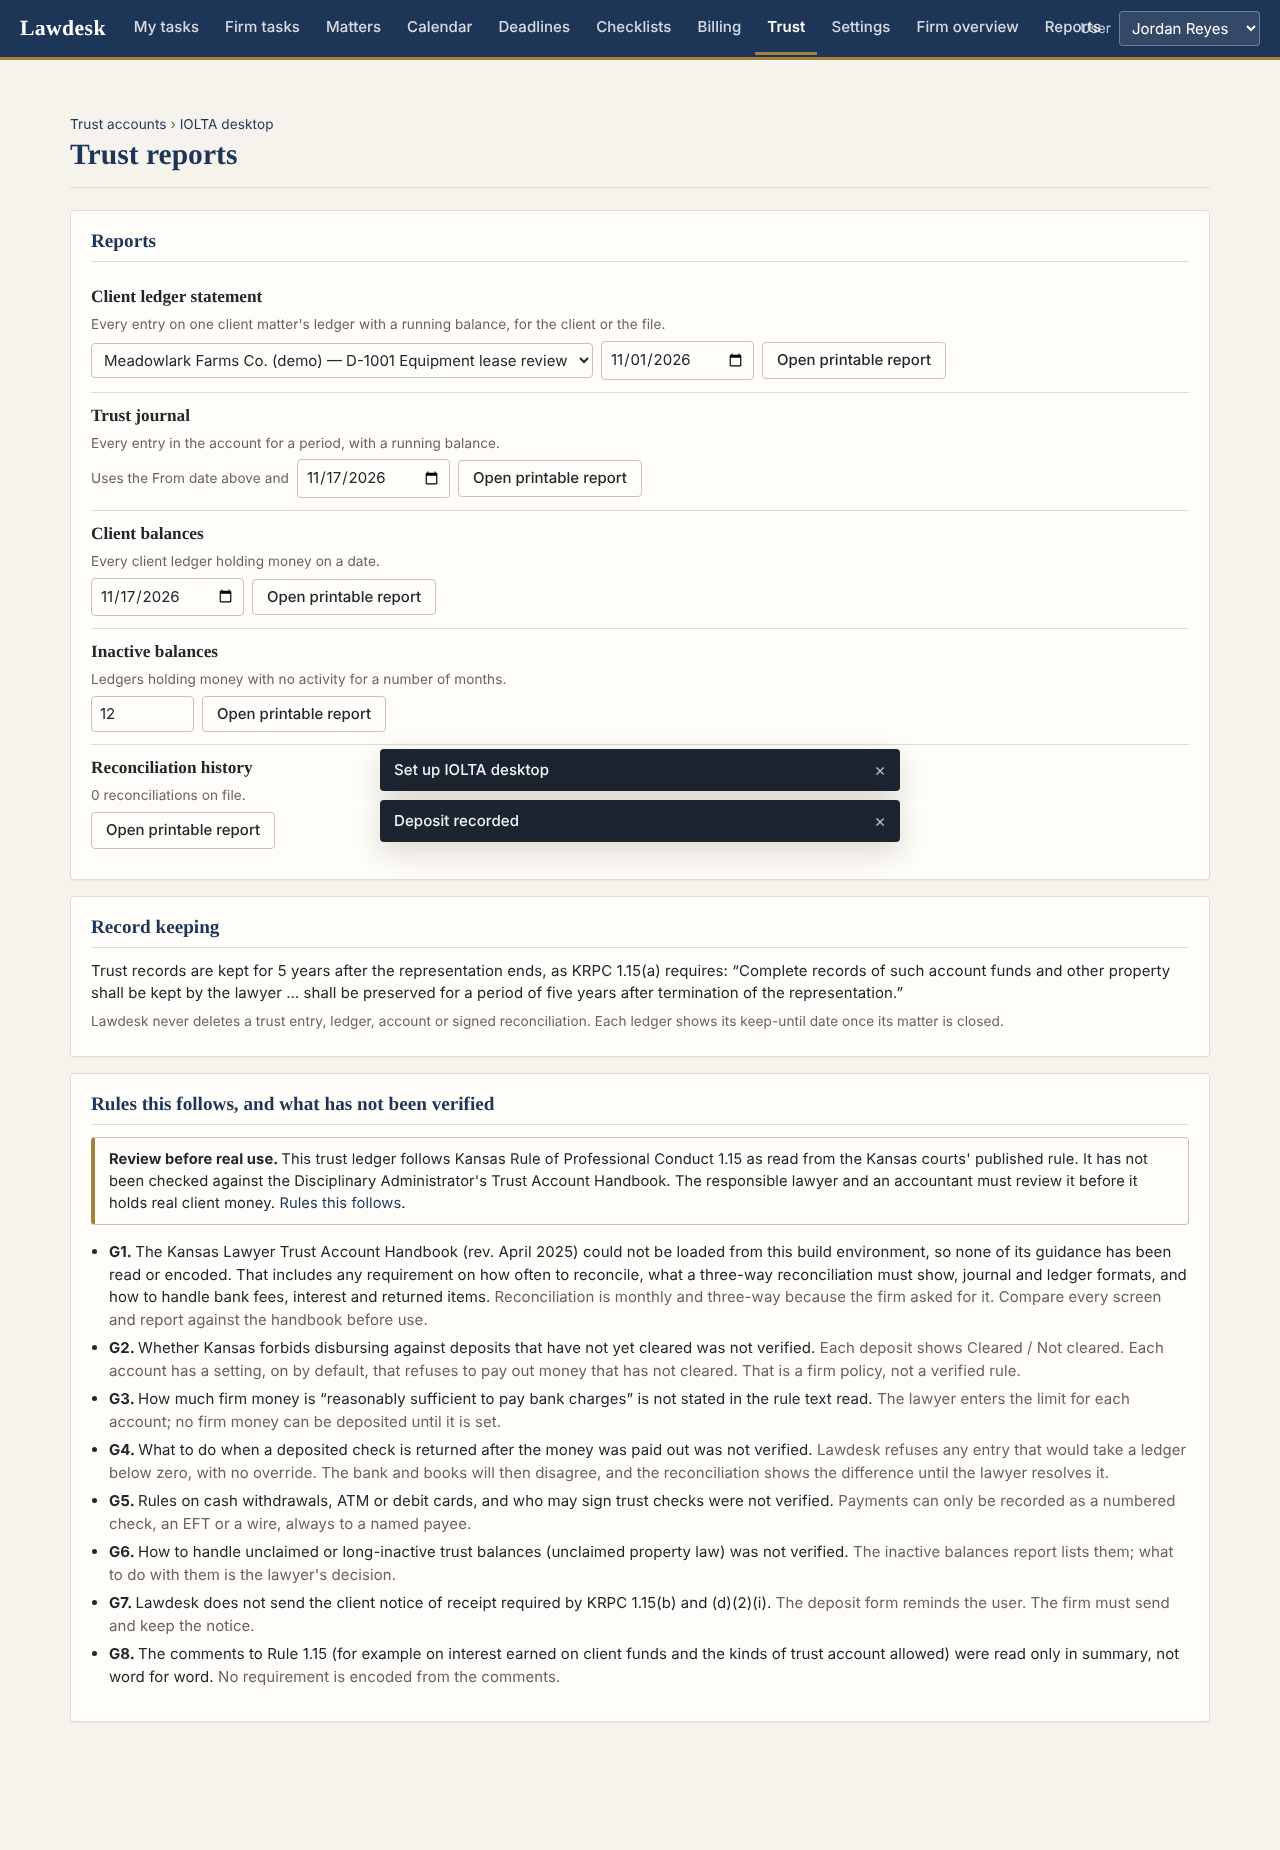 Lawdesk My tasks Firm tasks Matters Calendar Deadlines Checklists Billing Trust Settings Firm overview Reports User Jordan Reyes
Trust accounts › IOLTA desktop
Trust reports
Reports
Client ledger statement
Every entry on one client matter's ledger with a running balance, for the client or the file.
Meadowlark Farms Co. (demo) — D-1001 Equipment lease review 11/01/2026 Open printable report
Trust journal
Every entry in the account for a period, with a running balance.
Uses the From date above and 11/17/2026 Open printable report
Client balances
Every client ledger holding money on a date.
11/17/2026 Open printable report
Inactive balances
Ledgers holding money with no activity for a number of months.
12 Open printable report
Reconciliation history
0 reconciliations on file.
Open printable report
Set up IOLTA desktop ×
Deposit recorded ×
Record keeping
Trust records are kept for 5 years after the representation ends, as KRPC 1.15(a) requires: “Complete records of such account funds and other property
shall be kept by the lawyer ... shall be preserved for a period of five years after termination of the representation.”
Lawdesk never deletes a trust entry, ledger, account or signed reconciliation. Each ledger shows its keep-until date once its matter is closed.
Rules this follows, and what has not been verified
Review before real use. This trust ledger follows Kansas Rule of Professional Conduct 1.15 as read from the Kansas courts' published rule. It has not
been checked against the Disciplinary Administrator's Trust Account Handbook. The responsible lawyer and an accountant must review it before it
holds real client money. Rules this follows.
• G1. The Kansas Lawyer Trust Account Handbook (rev. April 2025) could not be loaded from this build environment, so none of its guidance has been
read or encoded. That includes any requirement on how often to reconcile, what a three-way reconciliation must show, journal and ledger formats, and
how to handle bank fees, interest and returned items. Reconciliation is monthly and three-way because the firm asked for it. Compare every screen
and report against the handbook before use.
• G2. Whether Kansas forbids disbursing against deposits that have not yet cleared was not verified. Each deposit shows Cleared / Not cleared. Each
account has a setting, on by default, that refuses to pay out money that has not cleared. That is a firm policy, not a verified rule.
• G3. How much firm money is “reasonably sufficient to pay bank charges” is not stated in the rule text read. The lawyer enters the limit for each
account; no firm money can be deposited until it is set.
• G4. What to do when a deposited check is returned after the money was paid out was not verified. Lawdesk refuses any entry that would take a ledger
below zero, with no override. The bank and books will then disagree, and the reconciliation shows the difference until the lawyer resolves it.
• G5. Rules on cash withdrawals, ATM or debit cards, and who may sign trust checks were not verified. Payments can only be recorded as a numbered
check, an EFT or a wire, always to a named payee.
• G6. How to handle unclaimed or long-inactive trust balances (unclaimed property law) was not verified. The inactive balances report lists them; what
to do with them is the lawyer's decision.
• G7. Lawdesk does not send the client notice of receipt required by KRPC 1.15(b) and (d)(2)(i). The deposit form reminds the user. The firm must send
and keep the notice.
• G8. The comments to Rule 1.15 (for example on interest earned on client funds and the kinds of trust account allowed) were read only in summary, not
word for word. No requirement is encoded from the comments.